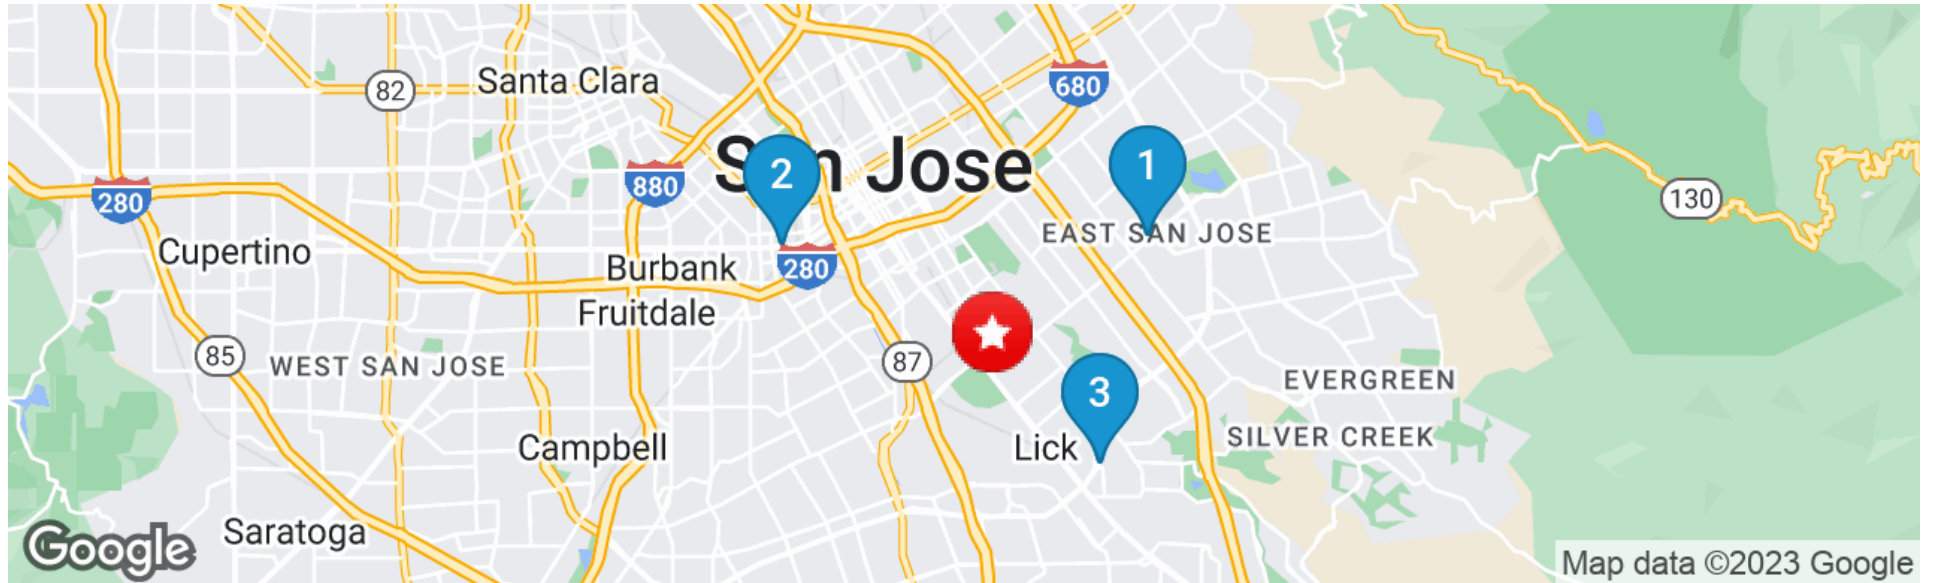 Santa Clara
82
680
San Jose
2
1
880
280
130
EAST SAN JOSE
Cupertino
Burbank
280
Fruitdale
85
WEST SAN JOSE
87
3
EVERGREEN
SILVER CREEK
Campbell
Lick
Saratoga
Google
Map data ©2023 Google